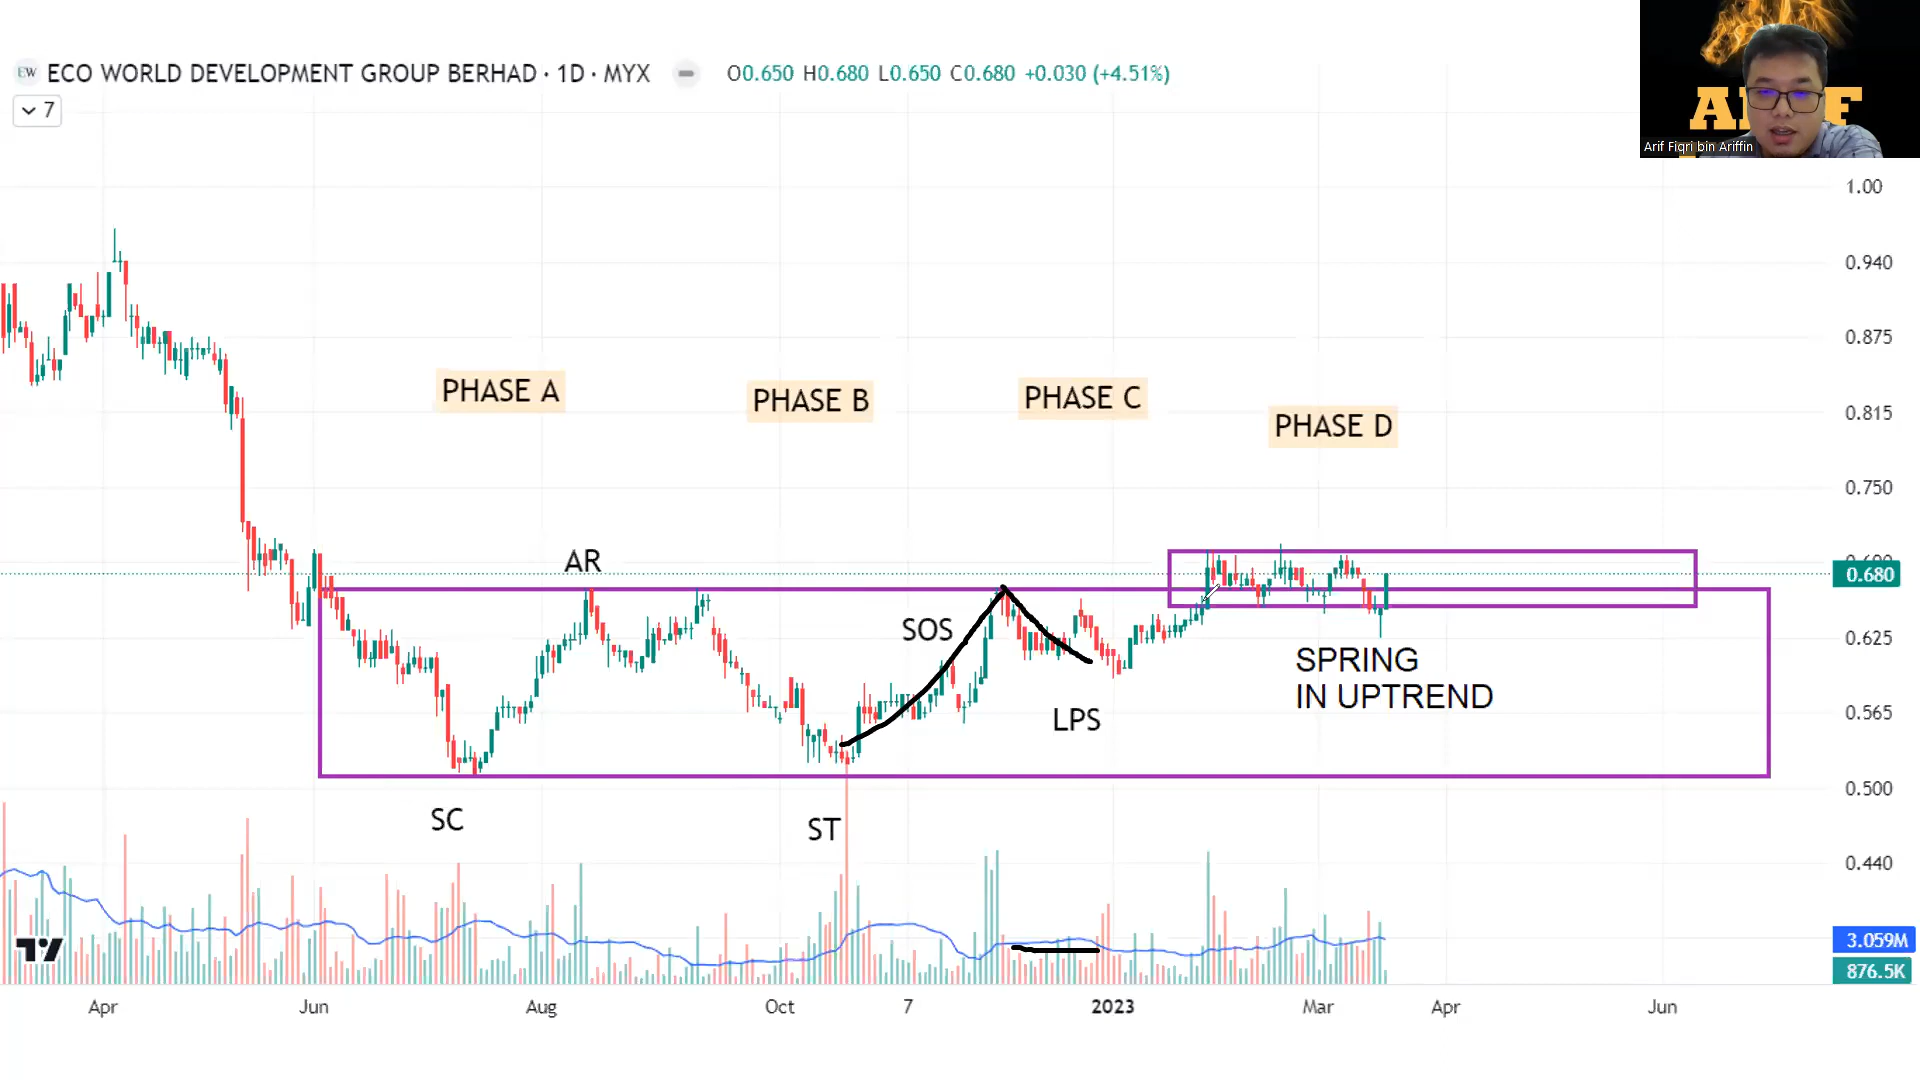 EW ECO WORLD DEVELOPMENT GROUP BERHAD · 1D · MYX O0.650 H0.680 L0.650 C0.680 +0.030 (+4.51%)
7
Arif Fiqri bin Ariffin
1.00
0.940
0.875
PHASE A
PHASE B
PHASE C
0.815
PHASE D
0.750
AR
0.680
SOS
0.625
SPRING
IN UPTREND
0.565
LPS
0.500
SC
ST
0.440
3.059M
876.5K
Apr
Jun
Aug
Oct
7
2023
Mar
Apr
Jun